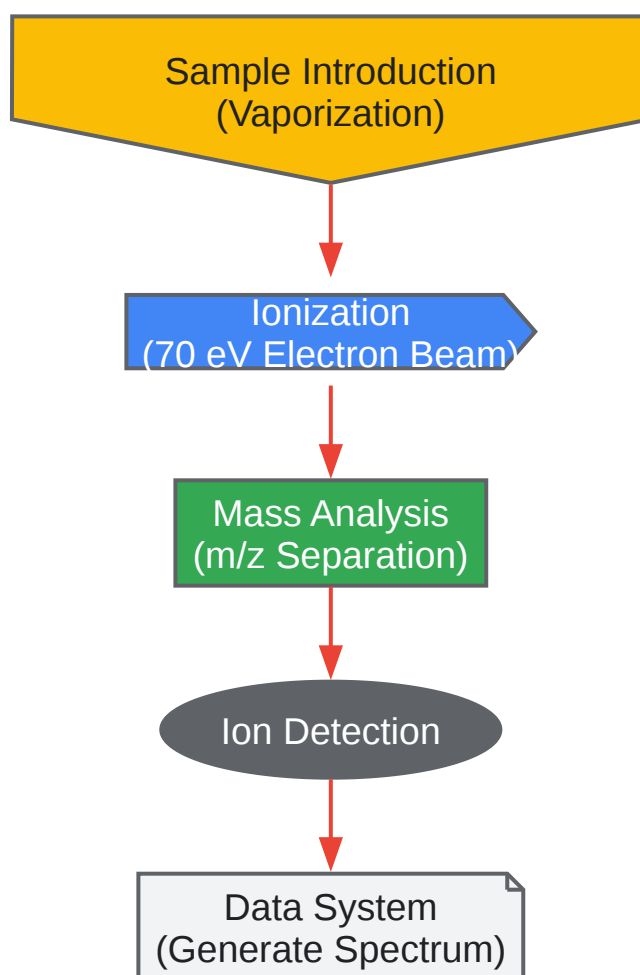 Sample Introduction
(Vaporization)
Ionization
(70 eV Electron Beam)
Mass Analysis
(m/z Separation)
Ion Detection
Data System
(Generate Spectrum)